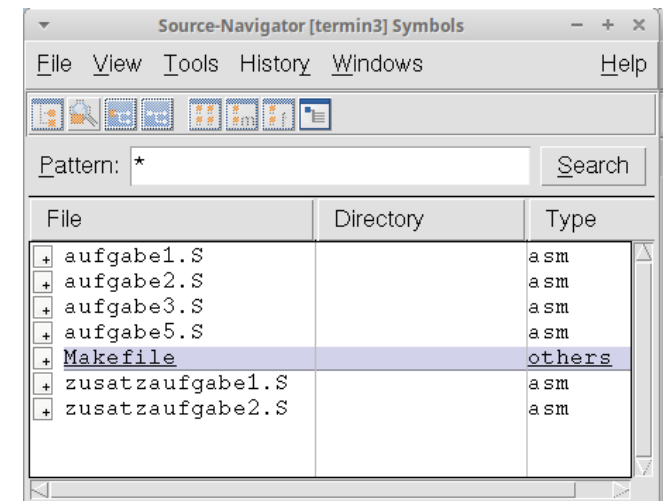 Source-Navigator [termin3] Symbols
File View Tools History Windows Help
Pattern: * Search
File Directory Type
aufgabe1.S asm
aufgabe2.S asm
aufgabe3.S asm
aufgabe5.S asm
Makefile others
zusatzaufgabe1.S asm
zusatzaufgabe2.S asm